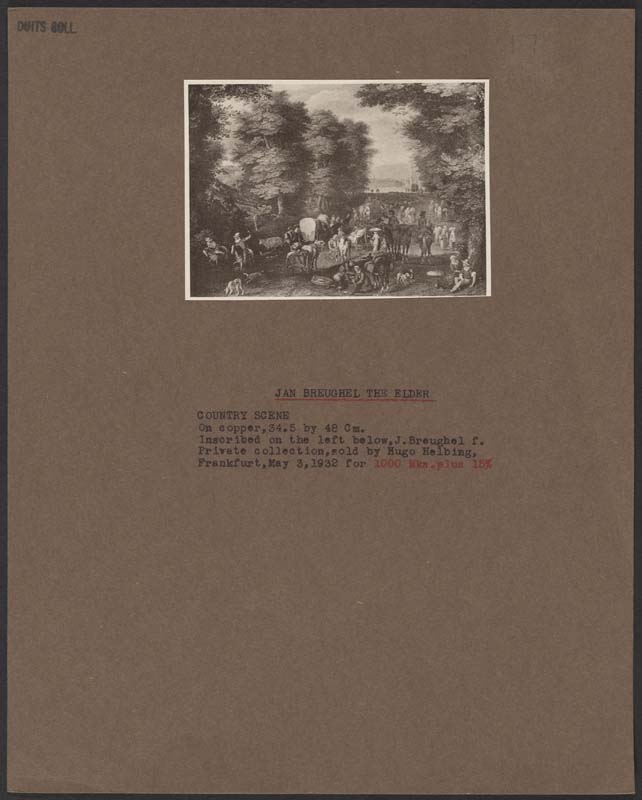 DUITS COLL.
JAN BREUGHEL THE ELDER
COUNTRY SCENE
On copper,34.5 by 48 Cm.
Inscribed on the left below,J.Breughel f.
Private collection,sold by Hugo Helbing,
Frankfurt,May 3,1932 for 1000 Mks.plus 15%